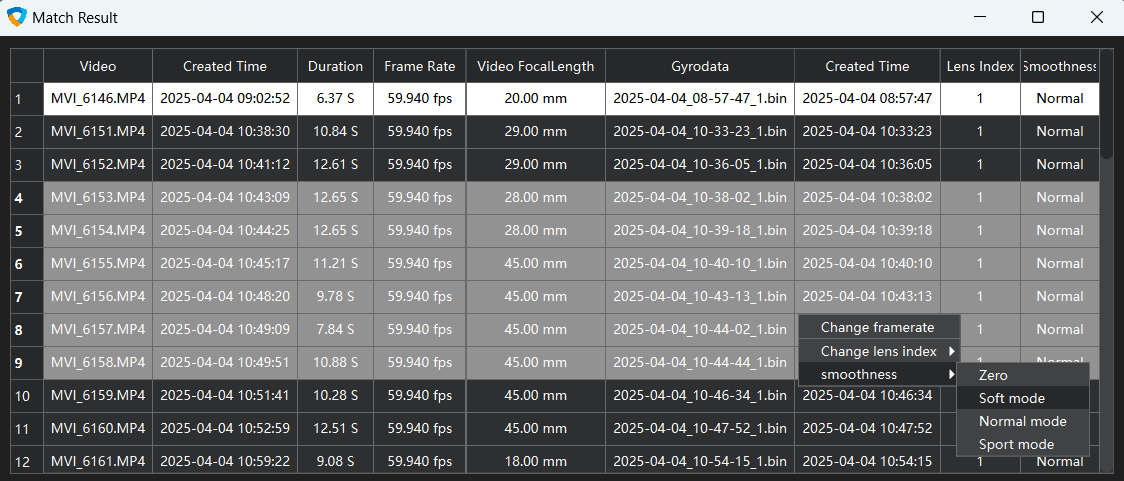 Match Result
Video Created Time Duration Frame Rate Video FocalLength Gyrodata Created Time Lens Index Smoothness
1 MVI_6146.MP4 2025-04-04 09:02:52 6.37 S 59.940 fps 20.00 mm 2025-04-04_08-57-47_1.bin 2025-04-04 08:57:47 1 Normal
2 MVI_6151.MP4 2025-04-04 10:38:30 10.84 S 59.940 fps 29.00 mm 2025-04-04_10-33-23_1.bin 2025-04-04 10:33:23 1 Normal
3 MVI_6152.MP4 2025-04-04 10:41:12 12.61 S 59.940 fps 29.00 mm 2025-04-04_10-36-05_1.bin 2025-04-04 10:36:05 1 Normal
4 MVI_6153.MP4 2025-04-04 10:43:09 12.65 S 59.940 fps 28.00 mm 2025-04-04_10-38-02_1.bin 2025-04-04 10:38:02 1 Normal
5 MVI_6154.MP4 2025-04-04 10:44:25 12.65 S 59.940 fps 28.00 mm 2025-04-04_10-39-18_1.bin 2025-04-04 10:39:18 1 Normal
6 MVI_6155.MP4 2025-04-04 10:45:17 11.21 S 59.940 fps 45.00 mm 2025-04-04_10-40-10_1.bin 2025-04-04 10:40:10 1 Normal
7 MVI_6156.MP4 2025-04-04 10:48:20 9.78 S 59.940 fps 45.00 mm 2025-04-04_10-43-13_1.bin 2025-04-04 10:43:13 1 Normal
8 MVI_6157.MP4 2025-04-04 10:49:09 7.84 S 59.940 fps 45.00 mm 2025-04-04_10-44-02_1.bin Change framerate 1 Normal
9 MVI_6158.MP4 2025-04-04 10:49:51 10.88 S 59.940 fps 45.00 mm 2025-04-04_10-44-44_1.bin Change lens index 1 Normal
smoothness Zero
10 MVI_6159.MP4 2025-04-04 10:51:41 10.28 S 59.940 fps 45.00 mm 2025-04-04_10-46-34_1.bin 2025-04-04 10:46:34 Soft mode
11 MVI_6160.MP4 2025-04-04 10:52:59 12.51 S 59.940 fps 45.00 mm 2025-04-04_10-47-52_1.bin 2025-04-04 10:47:52 Normal mode
Sport mode
12 MVI_6161.MP4 2025-04-04 10:59:22 9.08 S 59.940 fps 18.00 mm 2025-04-04_10-54-15_1.bin 2025-04-04 10:54:15 1 Normal